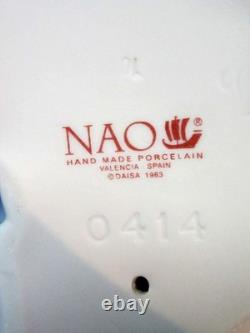 NAO ®
HAND MADE PORCELAIN
VALENCIA SPAIN
© DAISA 1983
0414